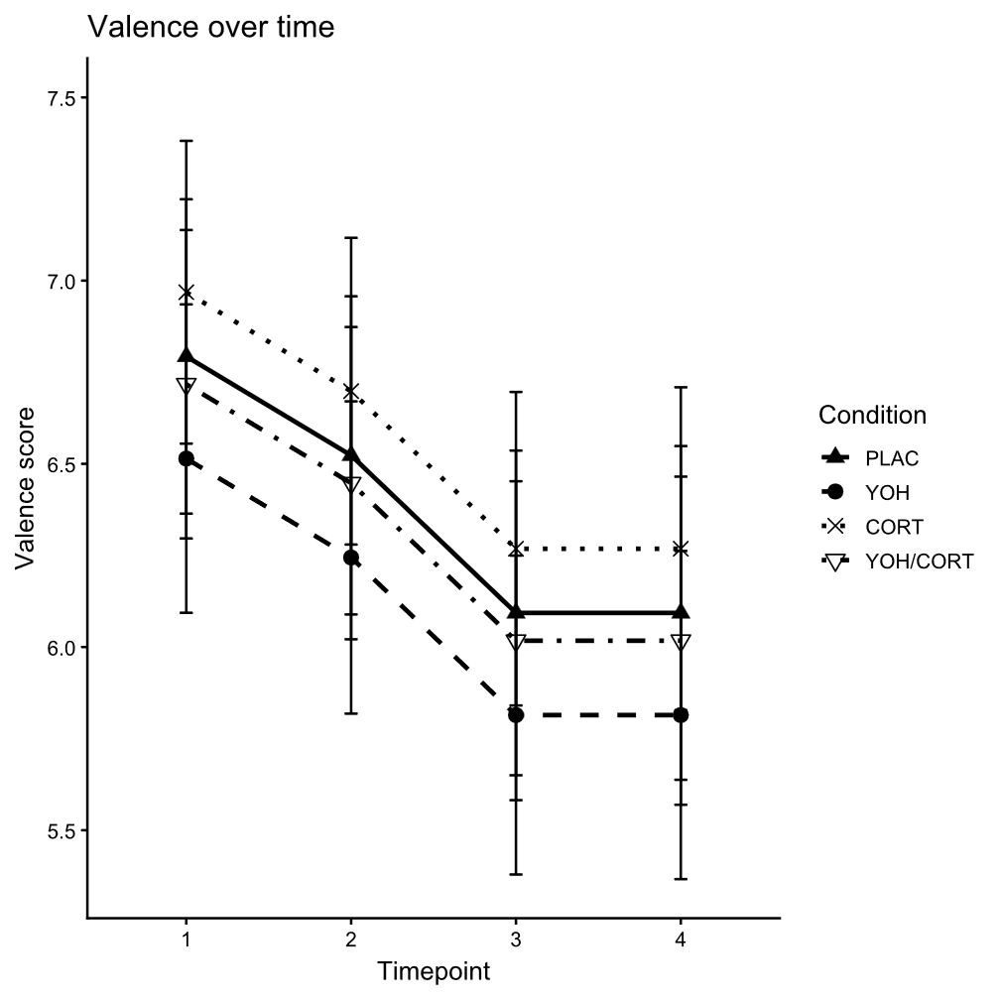 Valence over time
7.5
7.0
6.5
6.0
5.5
Valence score
1 2 3 4
Timepoint
Condition
PLAC
YOH
CORT
YOH/CORT